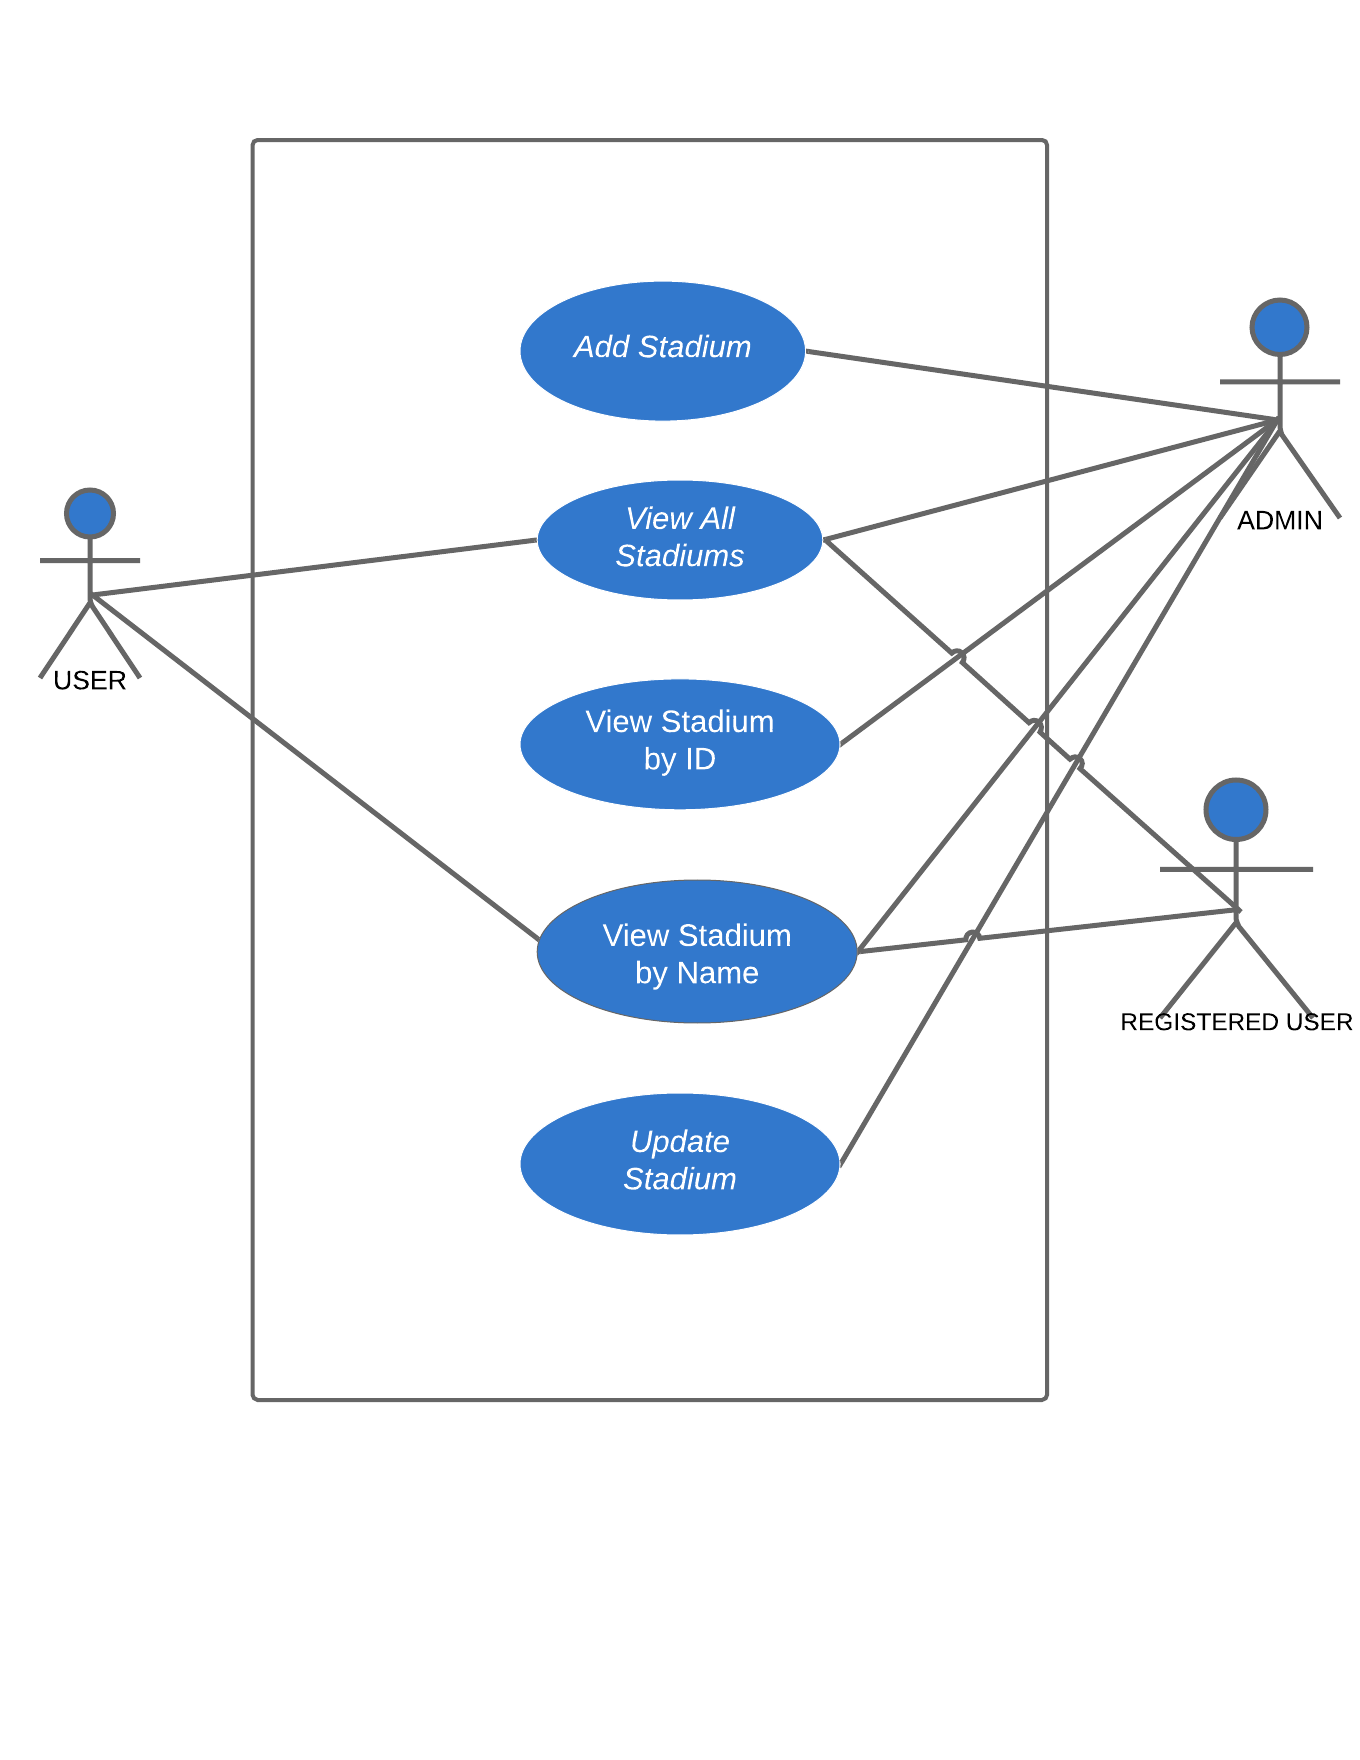 Add Stadium
View All
Stadiums
ADMIN
USER
View Stadium
by ID
View Stadium
by Name
REGISTERED USER
Update
Stadium